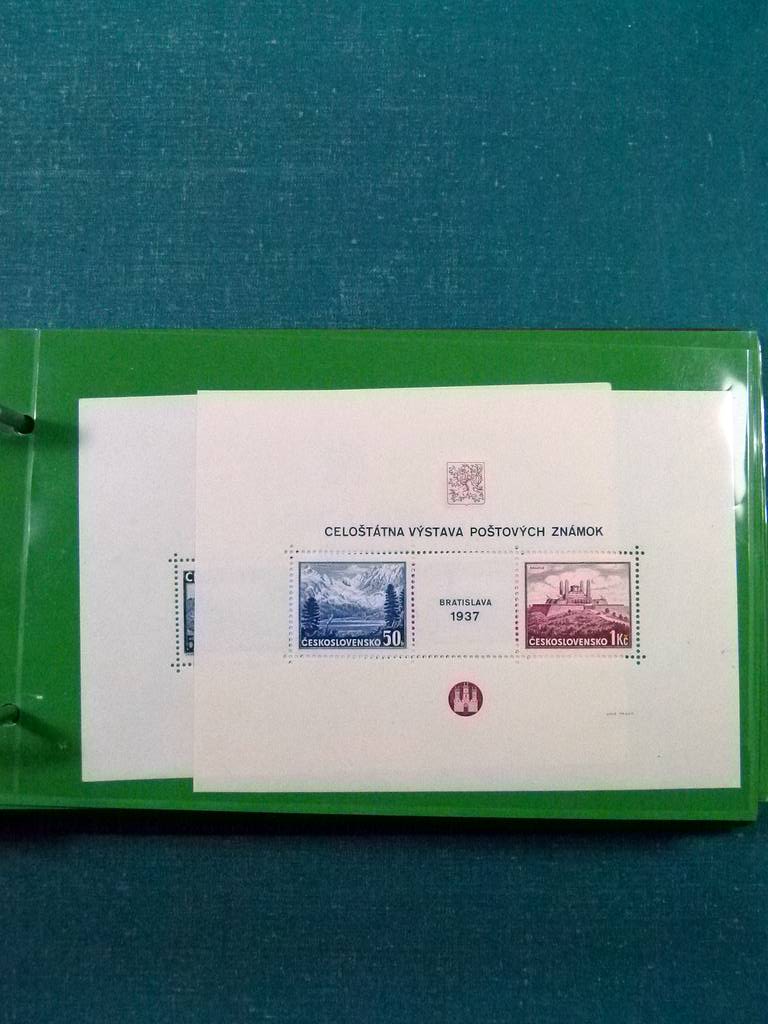 CELOŠTÁTNA VÝSTAVA POŠTOVÝCH ZNÁMOK
ČESKOSLOVENSKO 50h
BRATISLAVA
1937
ČESKOSLOVENSKO 1Kč